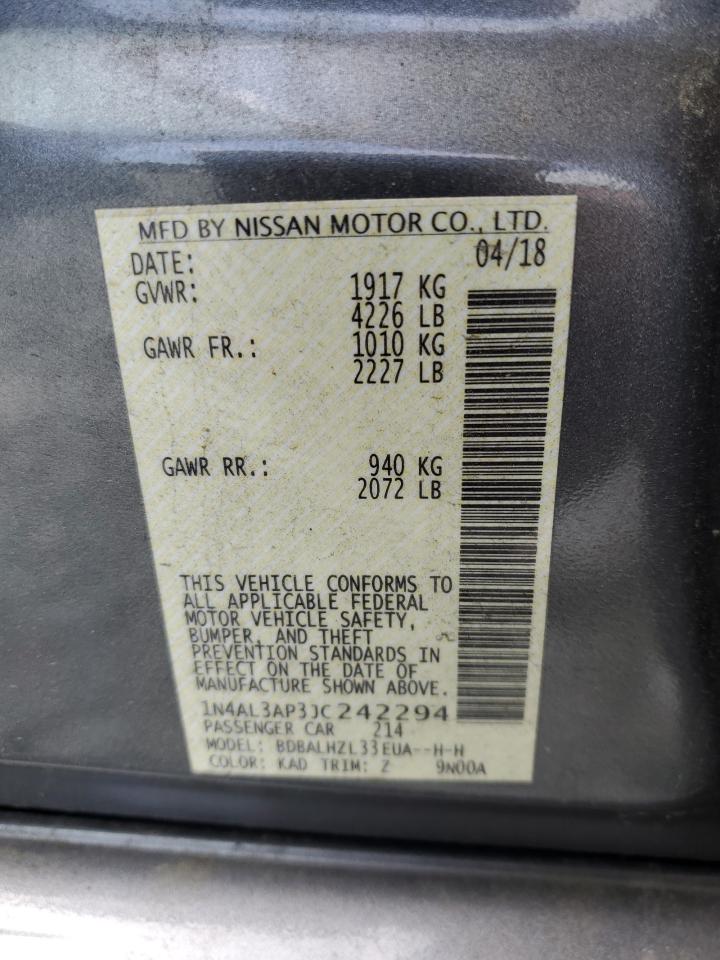 MFD BY NISSAN MOTOR CO., LTD.
DATE: 04/18
GVWR: 1917 KG
4226 LB
GAWR FR.: 1010 KG
2227 LB
GAWR RR.: 940 KG
2072 LB
THIS VEHICLE CONFORMS TO
ALL APPLICABLE FEDERAL
MOTOR VEHICLE SAFETY,
BUMPER, AND THEFT
PREVENTION STANDARDS IN
EFFECT ON THE DATE OF
MANUFACTURE SHOWN ABOVE.
1N4AL3AP3JC242294
PASSENGER CAR 214
MODEL: BDBALHZL33EUA--H-H
COLOR: KAD TRIM: Z 9N00A